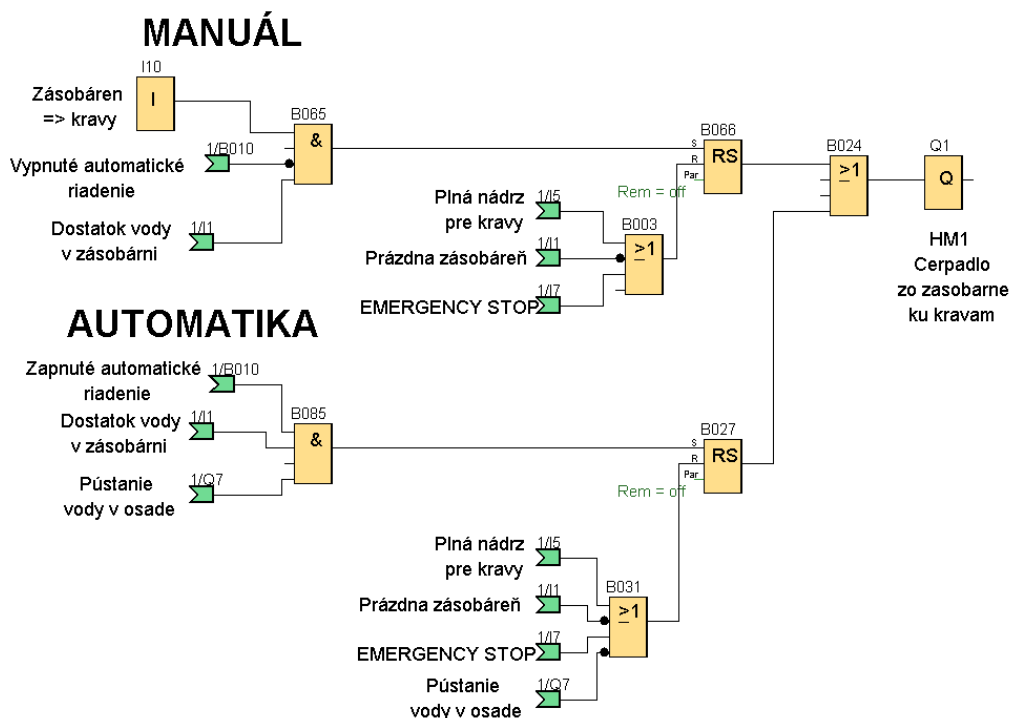 MANUÁL
I10
I
Zásobáren
=> kravy
B065
&
1/B010
Vypnuté automatické
riadenie
Dostatok vody
v zásobárni
1/I1
B066
S
R
Par
RS
Rem = off
B024
≥1
Q1
Q
HM1
Cerpadlo
zo zasobarne
ku kravam
Plná nádrz
pre kravy
1/I5
B003
≥1
Prázdna zásobáreň
1/I1
EMERGENCY STOP
1/I7
AUTOMATIKA
Zapnuté automatické
riadenie
1/B010
Dostatok vody
v zásobárni
1/I1
B085
&
Pústanie
vody v osade
1/Q7
B027
S
R
Par
RS
Rem = off
Plná nádrz
pre kravy
1/I5
B031
≥1
Prázdna zásobáreň
1/I1
EMERGENCY STOP
1/I7
Pústanie
vody v osade
1/Q7